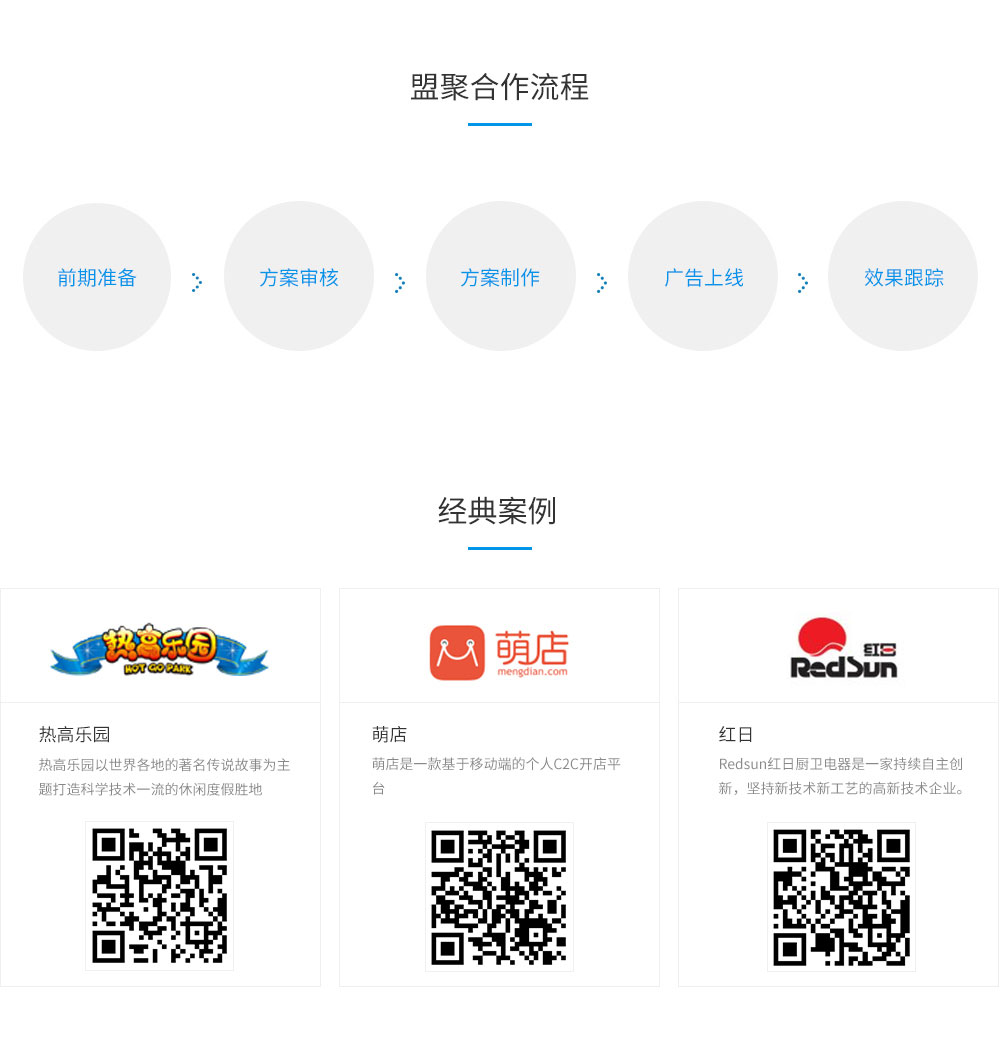 盟聚合作流程
前期准备
方案审核
方案制作
广告上线
效果跟踪
经典案例
热高乐园
HOT GO PARK
热高乐园
热高乐园以世界各地的著名传说故事为主
题打造科学技术一流的休闲度假胜地
萌店
mengdian.com
萌店
萌店是一款基于移动端的个人C2C开店平
台
红日
RedSun
红日
Redsun红日厨卫电器是一家持续自主创
新，坚持新技术新工艺的高新技术企业。